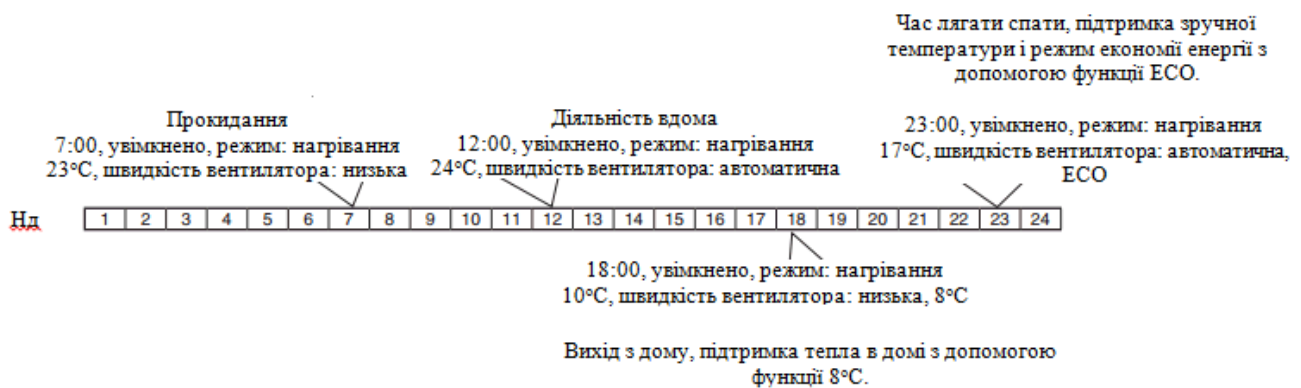 Час лягати спати, підтримка зручної
температури і режим економії енергії з
допомогою функції ECO.
Прокидання
7:00, увімкнено, режим: нагрівання
23°C, швидкість вентилятора: низька
Діяльність вдома
12:00, увімкнено, режим: нагрівання
24°C, швидкість вентилятора: автоматична
23:00, увімкнено, режим: нагрівання
17°C, швидкість вентилятора: автоматична,
ECO
Нд 1 2 3 4 5 6 7 8 9 10 11 12 13 14 15 16 17 18 19 20 21 22 23 24
18:00, увімкнено, режим: нагрівання
10°C, швидкість вентилятора: низька, 8°C
Вихід з дому, підтримка тепла в домі з допомогою
функції 8°C.